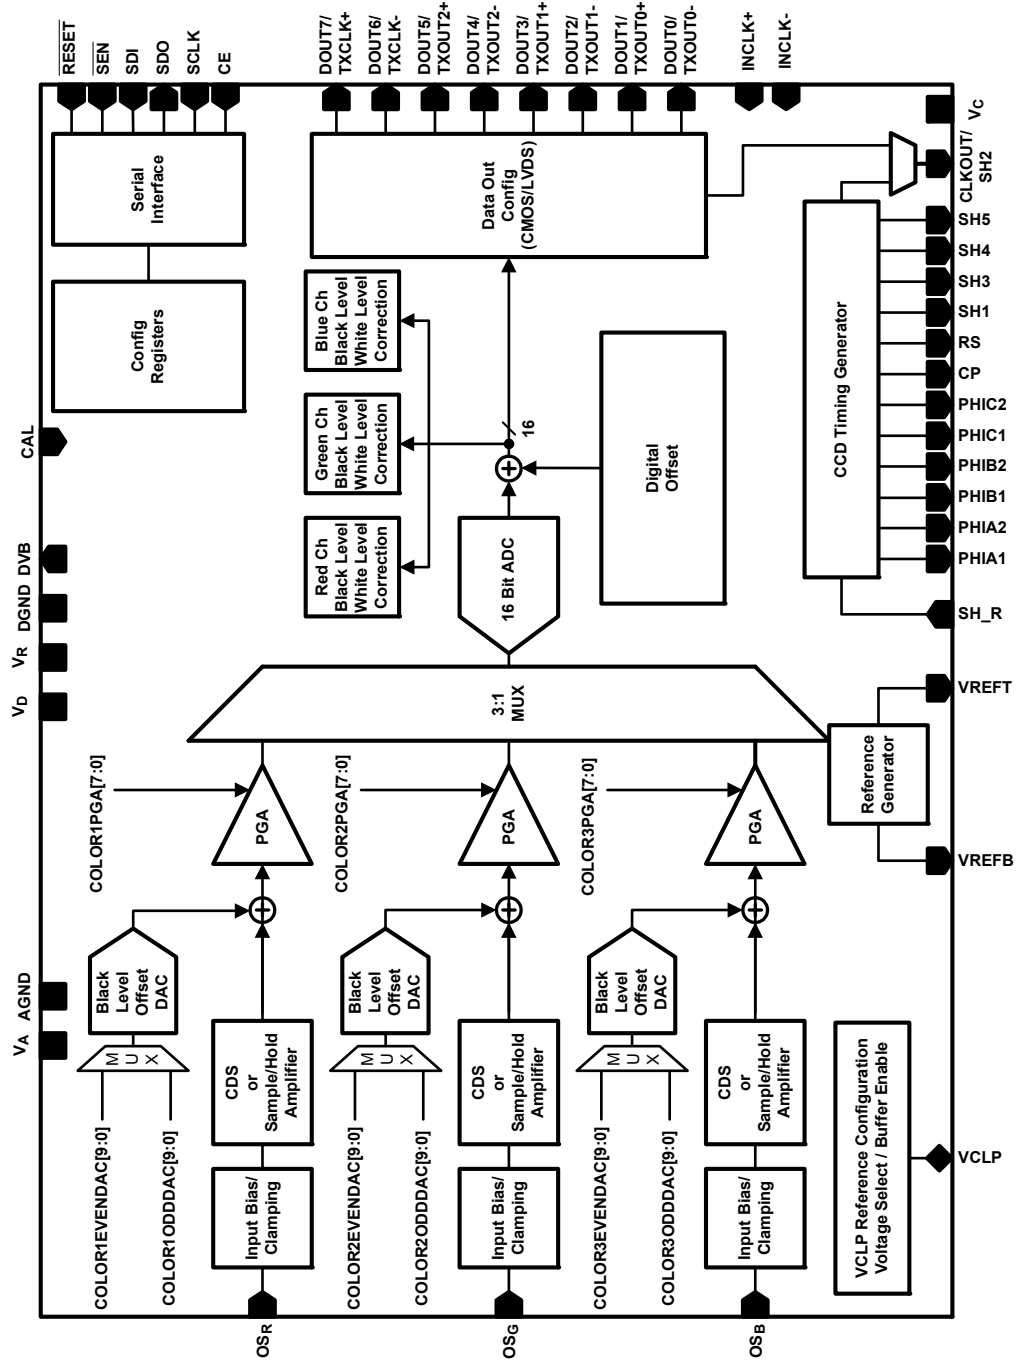 RESET
SEN
SDI
SDO
SCLK
CE
DOUT7/
TXCLK+
DOUT6/
TXCLK-
DOUT5/
TXOUT2+
DOUT4/
TXOUT2-
DOUT3/
TXOUT1+
DOUT2/
TXOUT1-
DOUT1/
TXOUT0+
DOUT0/
TXOUT0-
INCLK+
INCLK-
Serial
Interface
Config
Registers
Data Out
Config
(CMOS/LVDS)
Blue Ch
Black Level
White Level
Correction
Green Ch
Black Level
White Level
Correction
Red Ch
Black Level
White Level
Correction
16
16 Bit ADC
Digital
Offset
CCD Timing Generator
VC
CLKOUT/
SH2
SH5
SH4
SH3
SH1
RS
CP
PHIC2
PHIC1
PHIB2
PHIB1
PHIA2
PHIA1
SH_R
VREFT
VREFB
VCLP
CAL
DVB
DGND
VR
VD
AGND
VA
3:1
MUX
Reference
Generator
COLOR1PGA[7:0]
PGA
COLOR2PGA[7:0]
PGA
COLOR3PGA[7:0]
PGA
Black
Level
Offset
DAC
Black
Level
Offset
DAC
Black
Level
Offset
DAC
M
U
X
M
U
X
M
U
X
CDS
or
Sample/Hold
Amplifier
CDS
or
Sample/Hold
Amplifier
CDS
or
Sample/Hold
Amplifier
COLOR1EVENDAC[9:0]
COLOR1ODDDAC[9:0]
COLOR2EVENDAC[9:0]
COLOR2ODDDAC[9:0]
COLOR3EVENDAC[9:0]
COLOR3ODDDAC[9:0]
Input Bias/
Clamping
Input Bias/
Clamping
Input Bias/
Clamping
VCLP Reference Configuration
Voltage Select / Buffer Enable
OSR
OSG
OSB